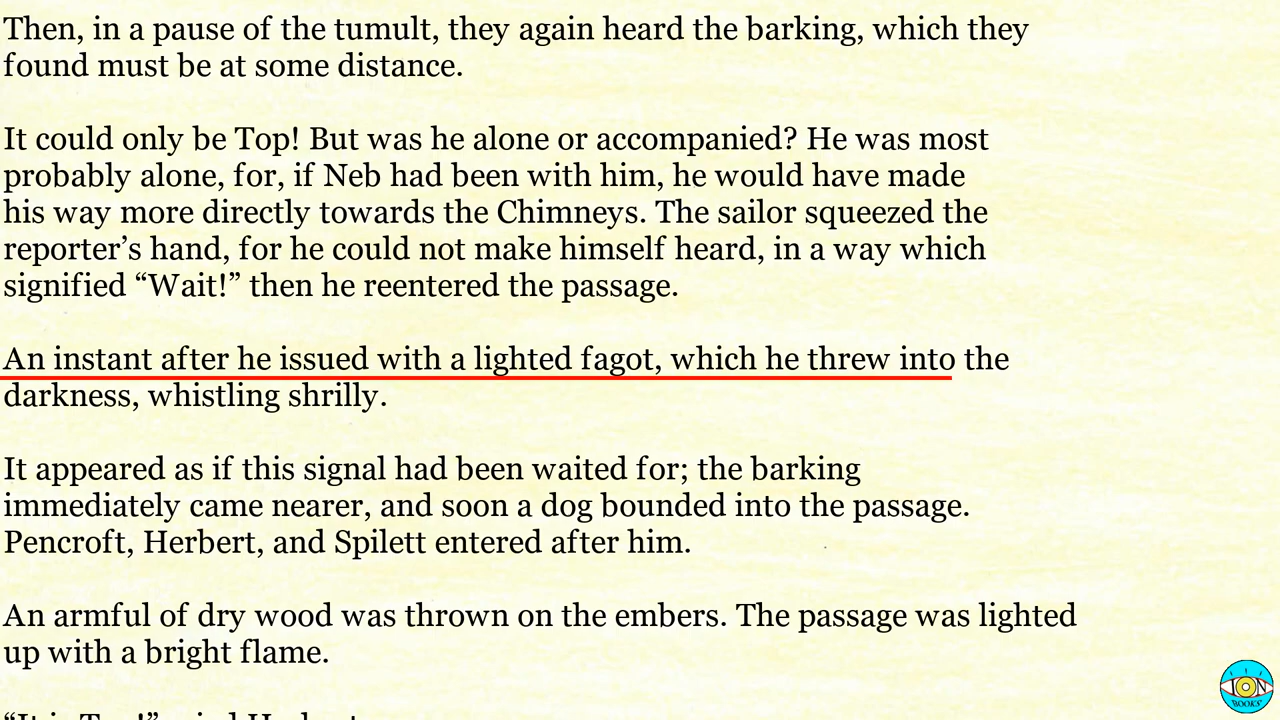 Then, in a pause of the tumult, they again heard the barking, which they
found must be at some distance.
It could only be Top! But was he alone or accompanied? He was most
probably alone, for, if Neb had been with him, he would have made
his way more directly towards the Chimneys. The sailor squeezed the
reporter’s hand, for he could not make himself heard, in a way which
signified “Wait!” then he reentered the passage.
An instant after he issued with a lighted fagot, which he threw into the
darkness, whistling shrilly.
It appeared as if this signal had been waited for; the barking
immediately came nearer, and soon a dog bounded into the passage.
Pencroft, Herbert, and Spilett entered after him.
An armful of dry wood was thrown on the embers. The passage was lighted
up with a bright flame.
“It is Top!” cried Herbert
ION
BOOKS